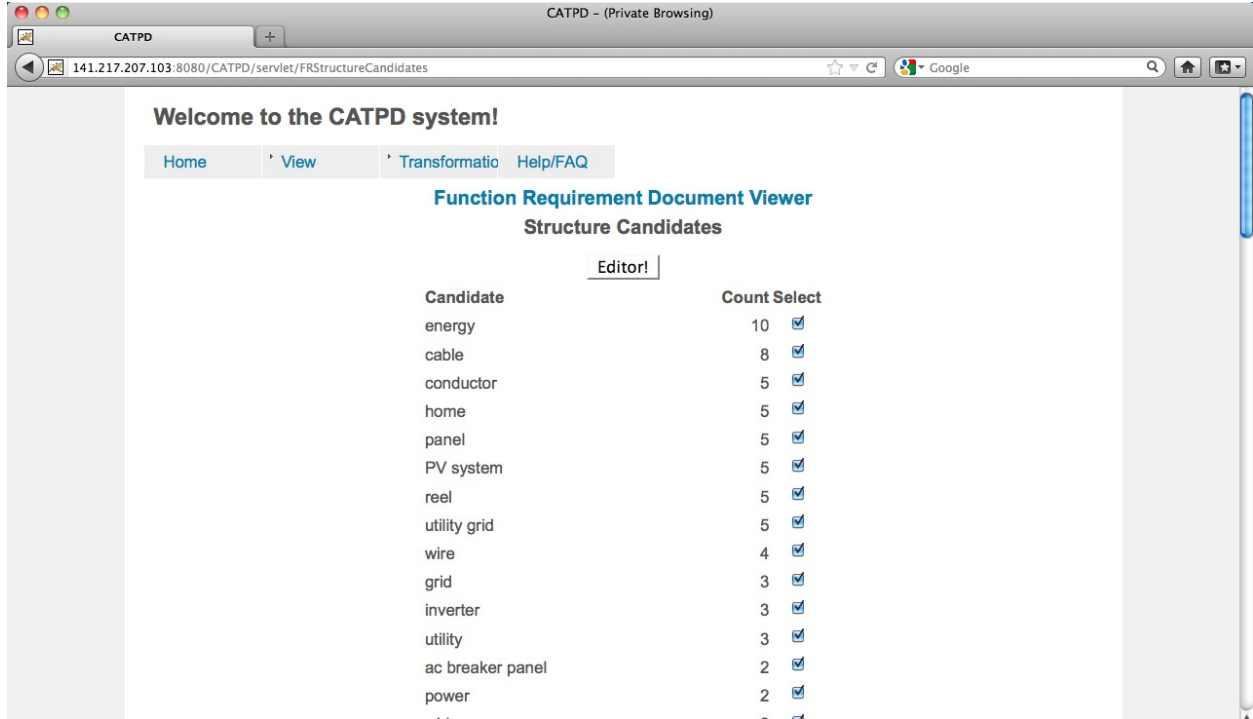 CATPD – (Private Browsing)
CATPD
141.217.207.103:8080/CATPD/servlet/FRStructureCandidates
Google
Welcome to the CATPD system!
Home View Transformatio Help/FAQ
Function Requirement Document Viewer
Structure Candidates
Editor!
Candidate Count Select
energy 10
cable 8
conductor 5
home 5
panel 5
PV system 5
reel 5
utility grid 5
wire 4
grid 3
inverter 3
utility 3
ac breaker panel 2
power 2